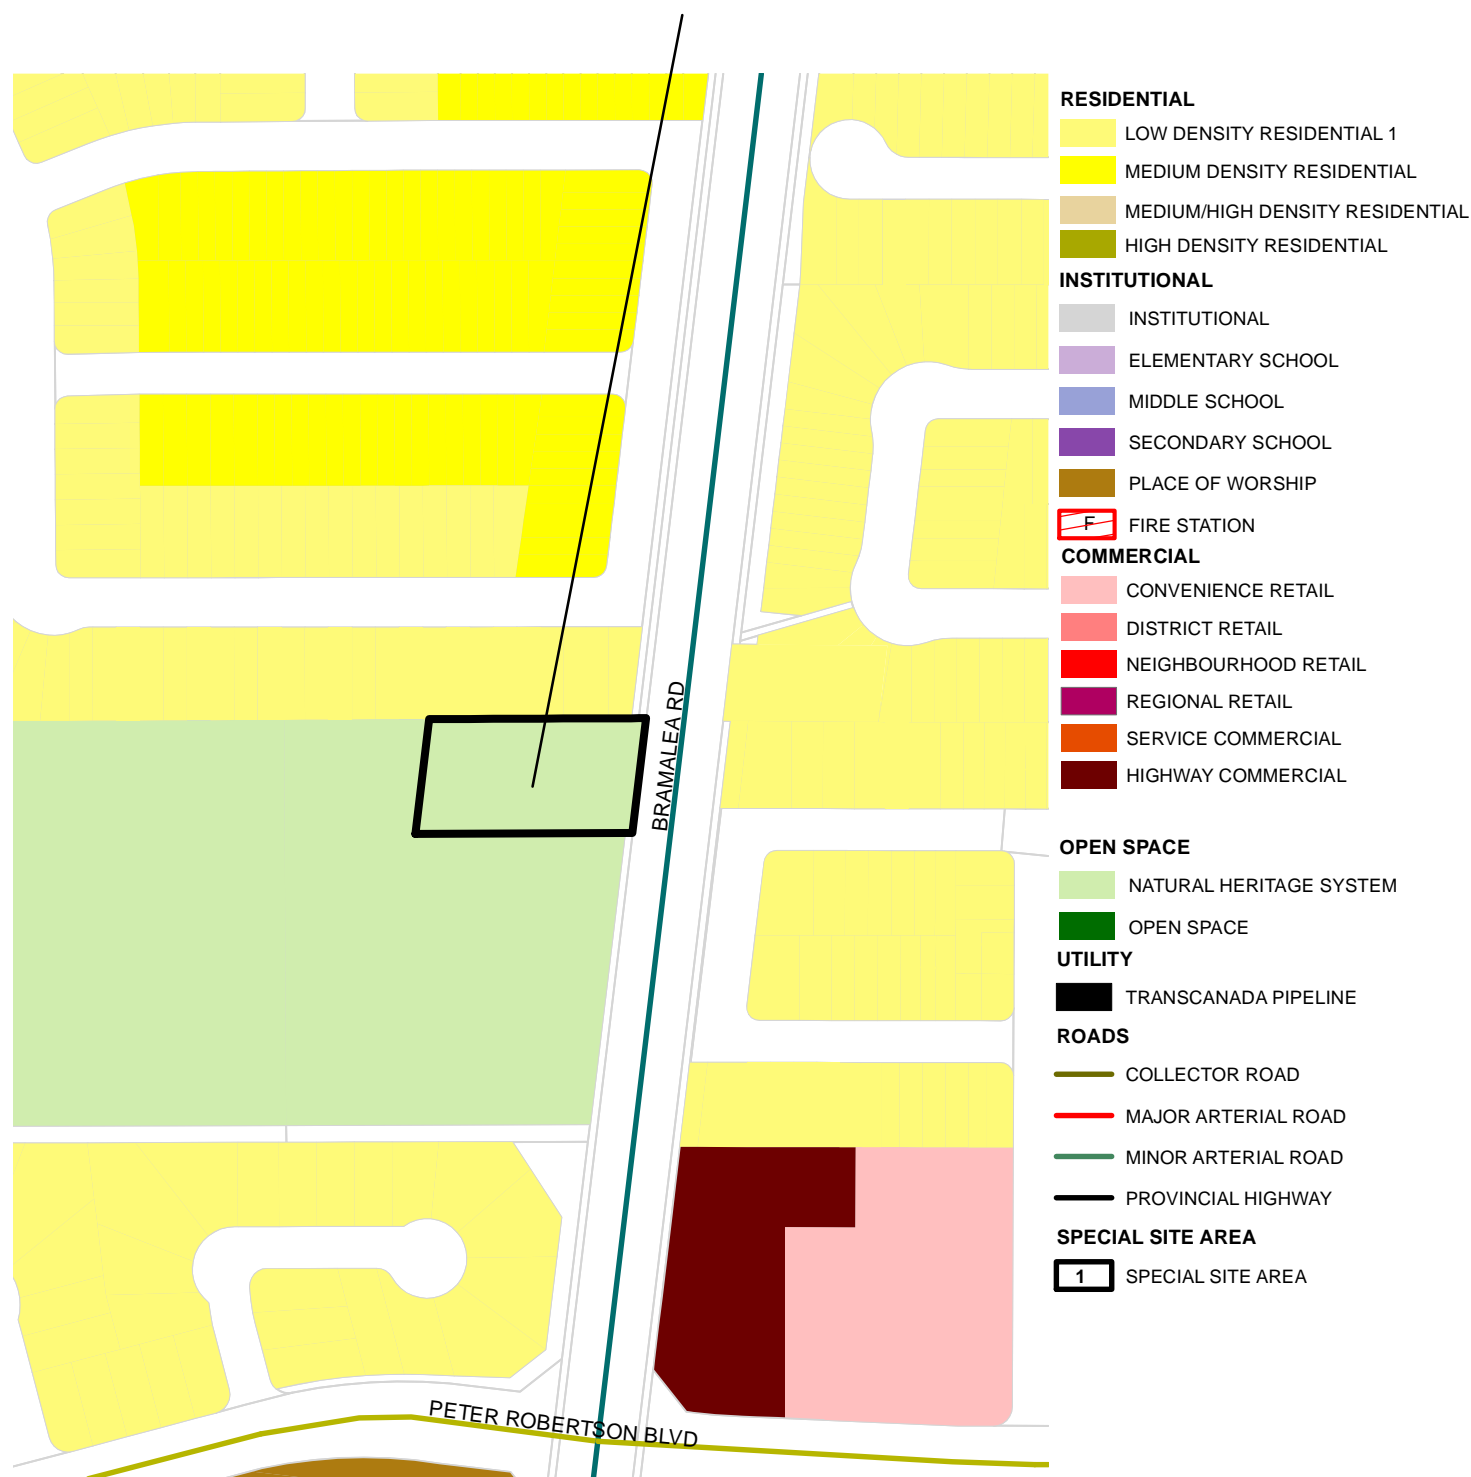 RESIDENTIAL
LOW DENSITY RESIDENTIAL 1
MEDIUM DENSITY RESIDENTIAL
MEDIUM/HIGH DENSITY RESIDENTIAL
HIGH DENSITY RESIDENTIAL
INSTITUTIONAL
INSTITUTIONAL
ELEMENTARY SCHOOL
MIDDLE SCHOOL
SECONDARY SCHOOL
PLACE OF WORSHIP
F FIRE STATION
COMMERCIAL
CONVENIENCE RETAIL
DISTRICT RETAIL
NEIGHBOURHOOD RETAIL
REGIONAL RETAIL
SERVICE COMMERCIAL
HIGHWAY COMMERCIAL
OPEN SPACE
NATURAL HERITAGE SYSTEM
OPEN SPACE
UTILITY
TRANSCANADA PIPELINE
ROADS
COLLECTOR ROAD
MAJOR ARTERIAL ROAD
MINOR ARTERIAL ROAD
PROVINCIAL HIGHWAY
SPECIAL SITE AREA
1 SPECIAL SITE AREA
BRAMALEA RD
PETER ROBERTSON BLVD